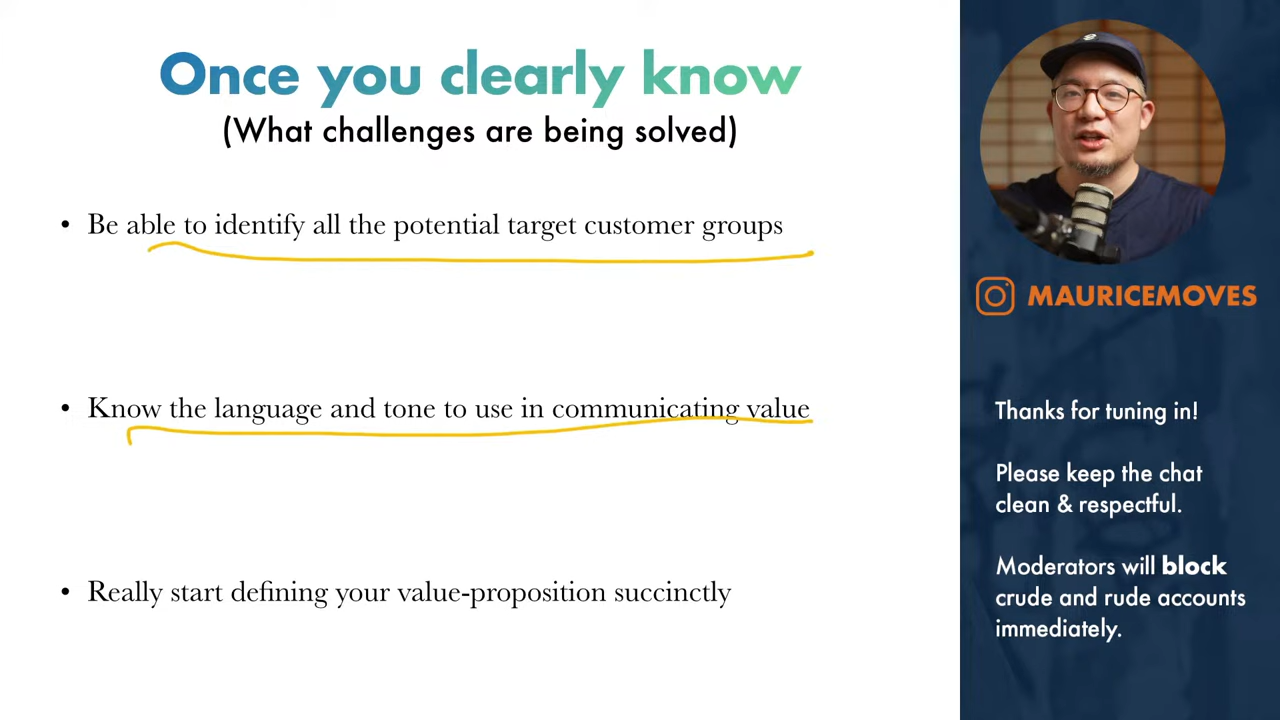 Once you clearly know
(What challenges are being solved)
• Be able to identify all the potential target customer groups
• Know the language and tone to use in communicating value
• Really start defining your value-proposition succinctly
MAURICEMOVES
Thanks for tuning in!
Please keep the chat
clean & respectful.
Moderators will block
crude and rude accounts
immediately.